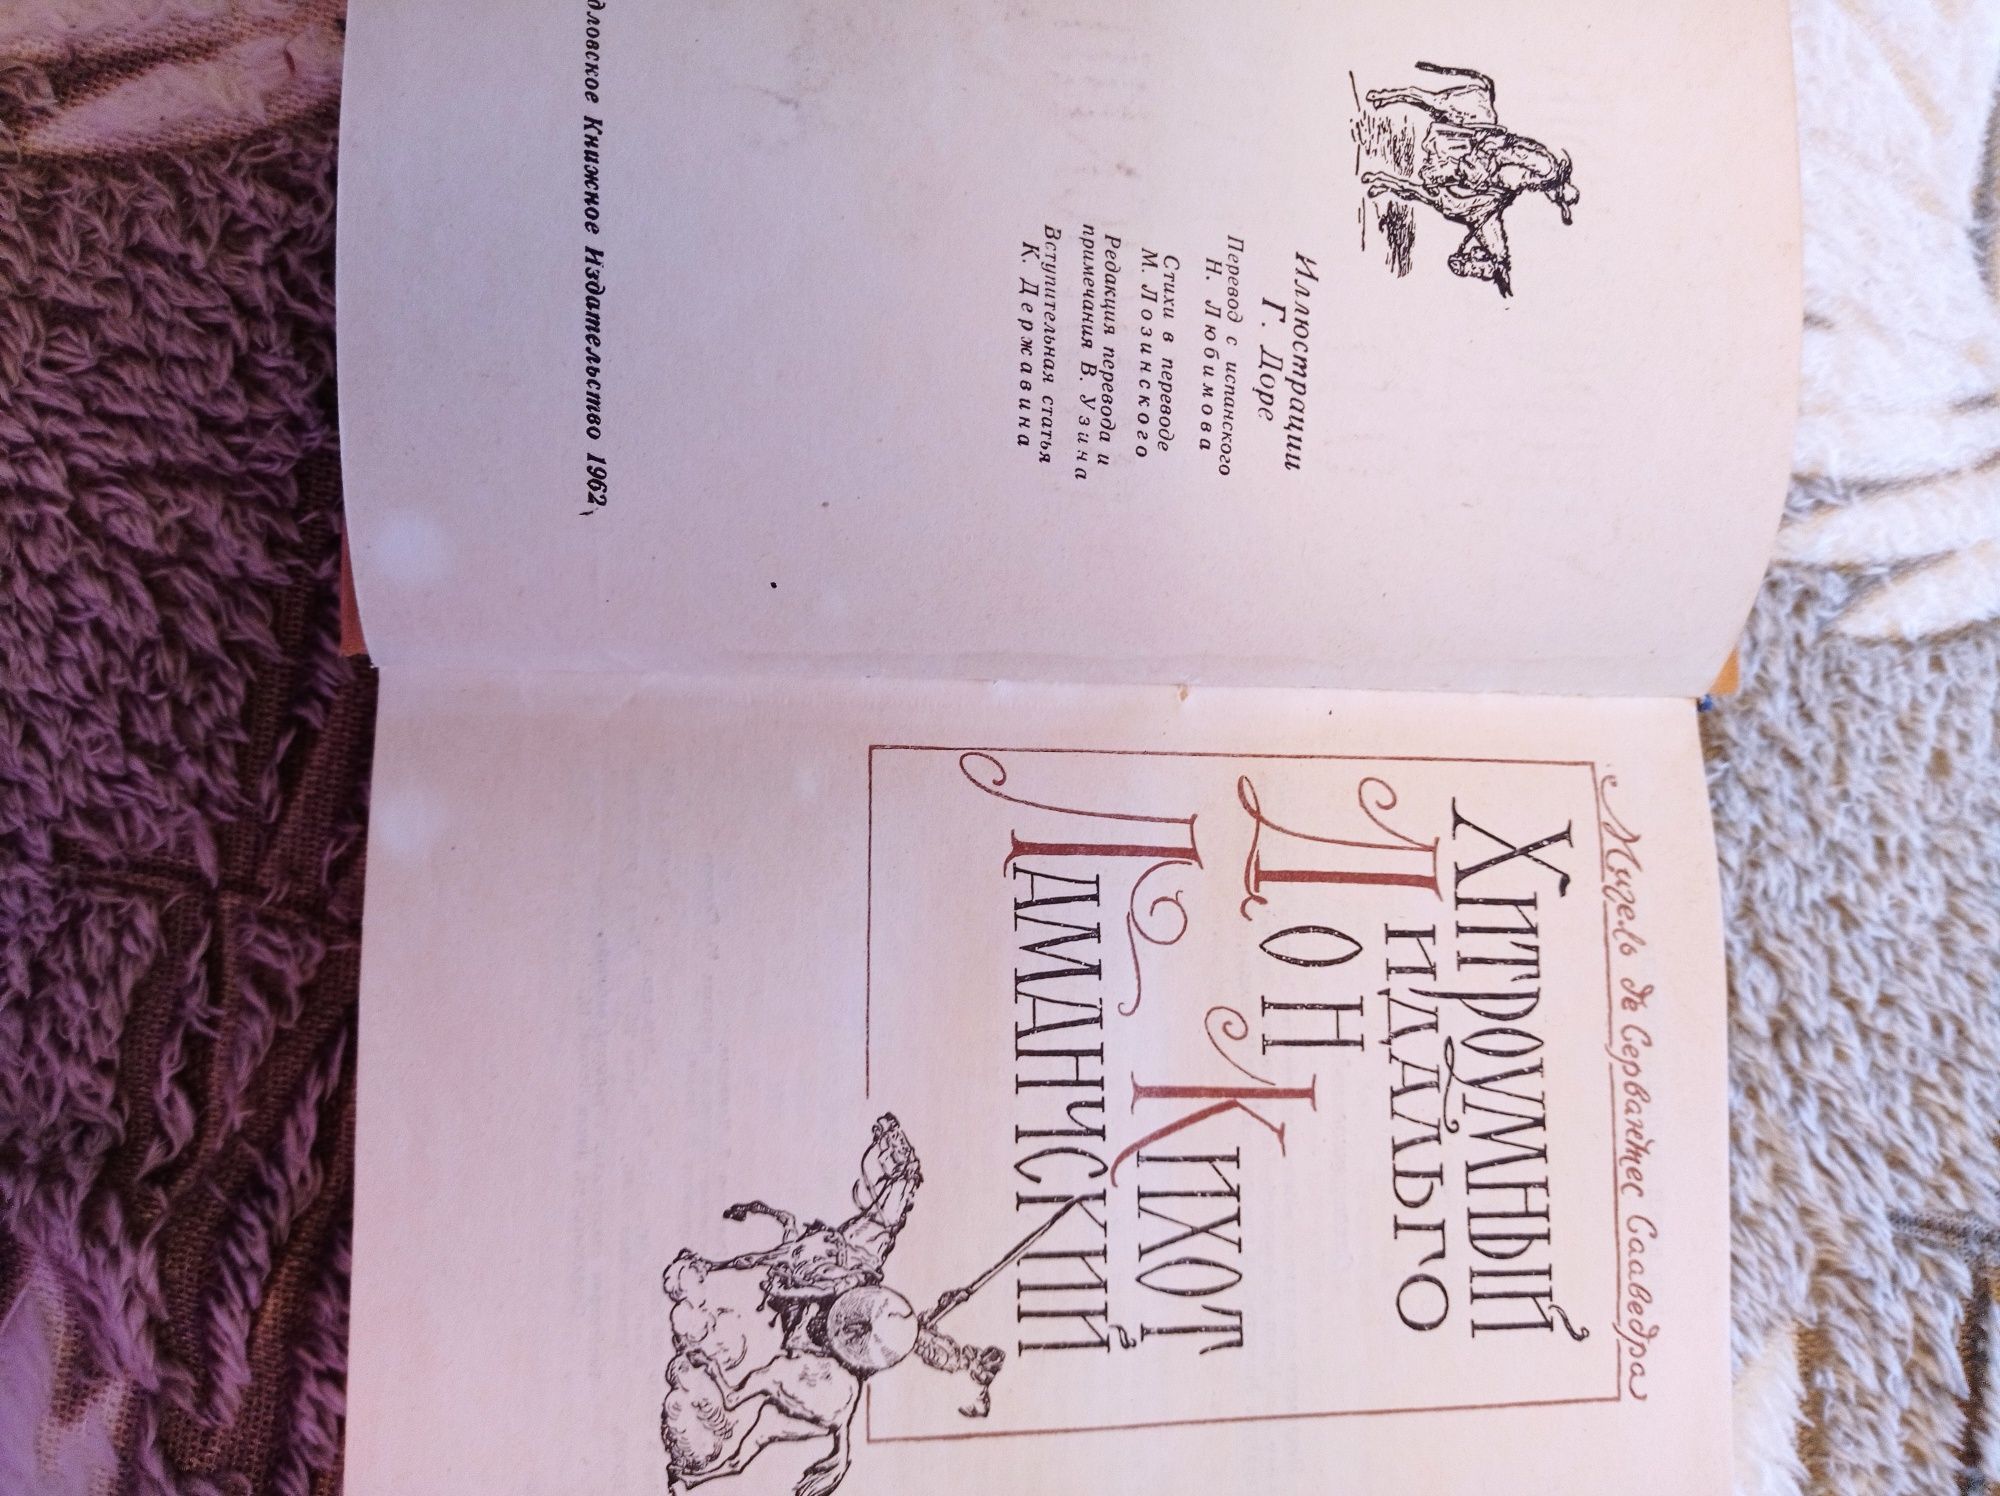 Иллюстрации
Г. Доре
Перевод с испанского
Н. Любимова
Стихи в переводе
М. Лозинского
Редакция перевода и
примечания В. Узина
Вступительная статья
К. Державина
дловское Книжное Издательство 1962
Мигель де Сервантес Сааведра
Хитроумный
идальго
Дон Кихот
Ламанчский